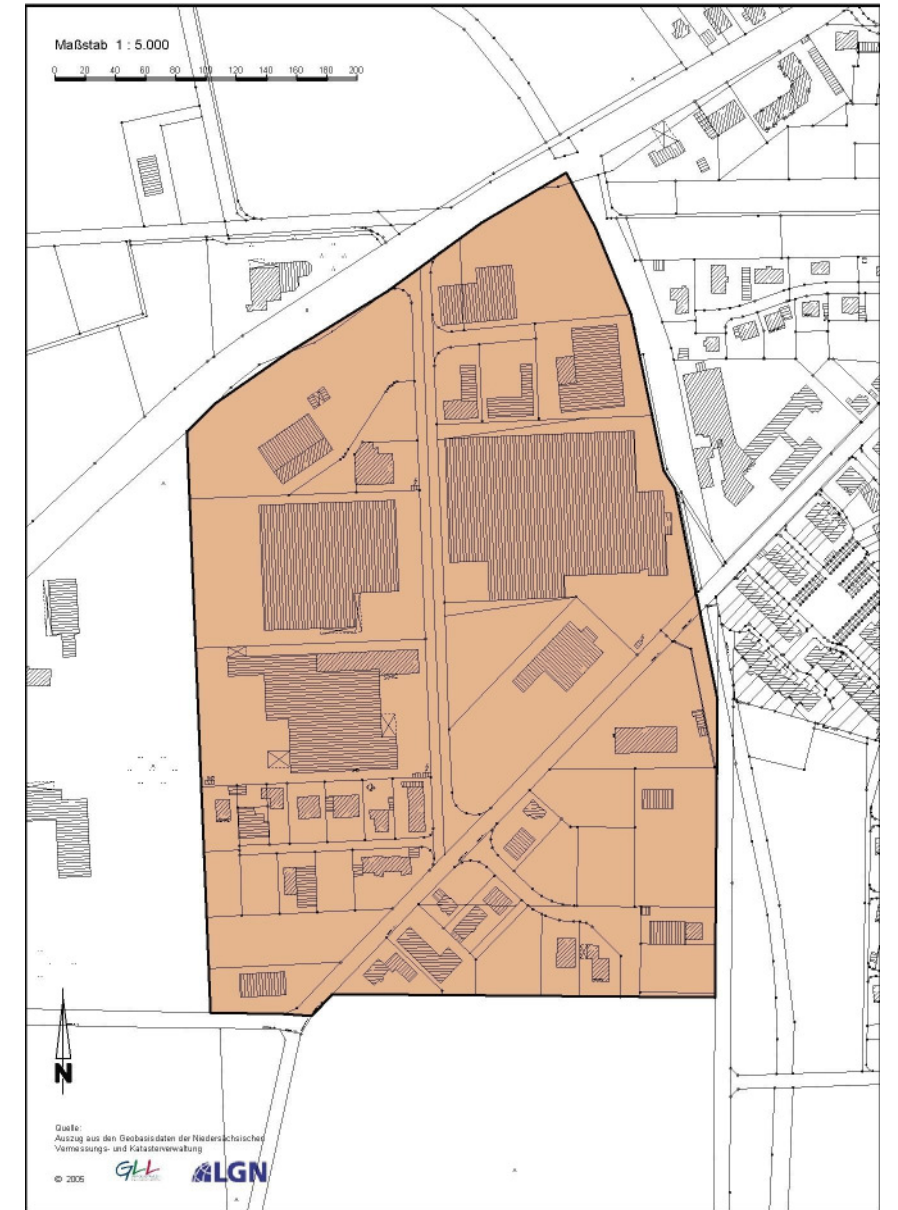 Maßstab 1 : 5.000
0 20 40 60 80 100 120 140 160 180 200
N
Quelle:
Auszug aus den Geobasisdaten der Niedersächsischen
Vermessungs- und Katasterverwaltung
© 2005 GLL LGN